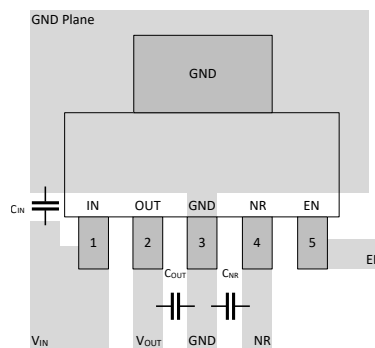 GND Plane
GND
CIN
IN OUT GND NR EN
1 2 3 4 5
COUT CNR
VIN VOUT GND NR